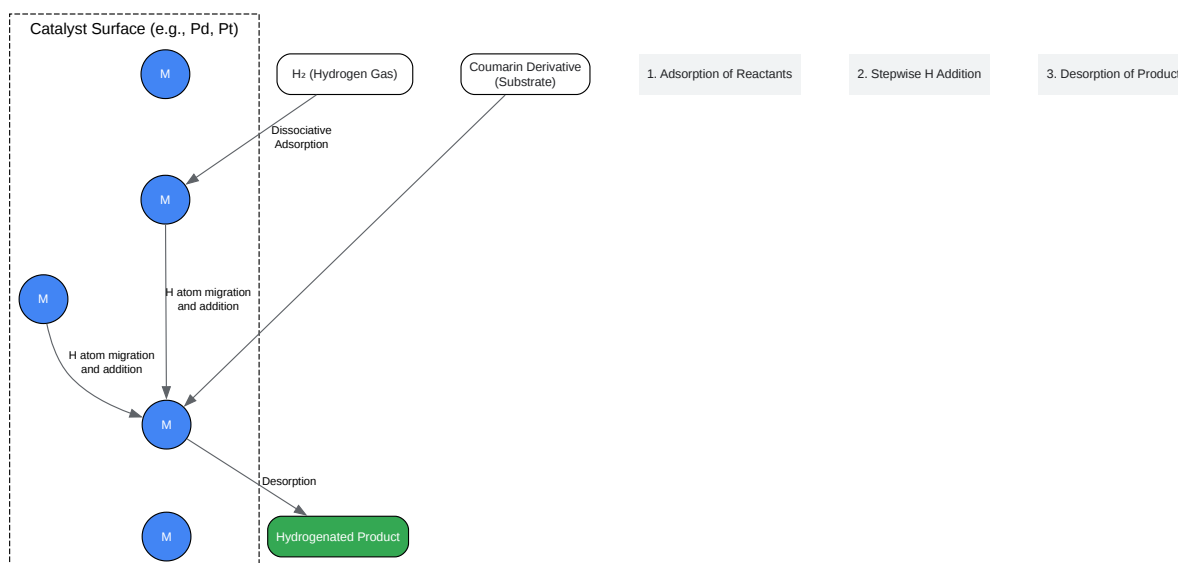 Catalyst Surface (e.g., Pd, Pt)
M
H₂ (Hydrogen Gas)
Coumarin Derivative
(Substrate)
1. Adsorption of Reactants
2. Stepwise H Addition
3. Desorption of Product
Dissociative
Adsorption
M
M
H atom migration
and addition
H atom migration
and addition
M
Desorption
M
Hydrogenated Product